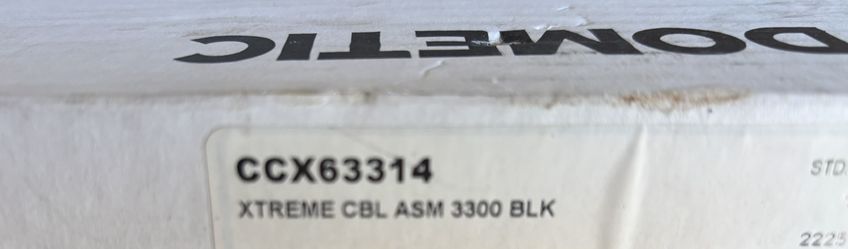 DOMETIC
CCX63314
XTREME CBL ASM 3300 BLK
STD.
2225